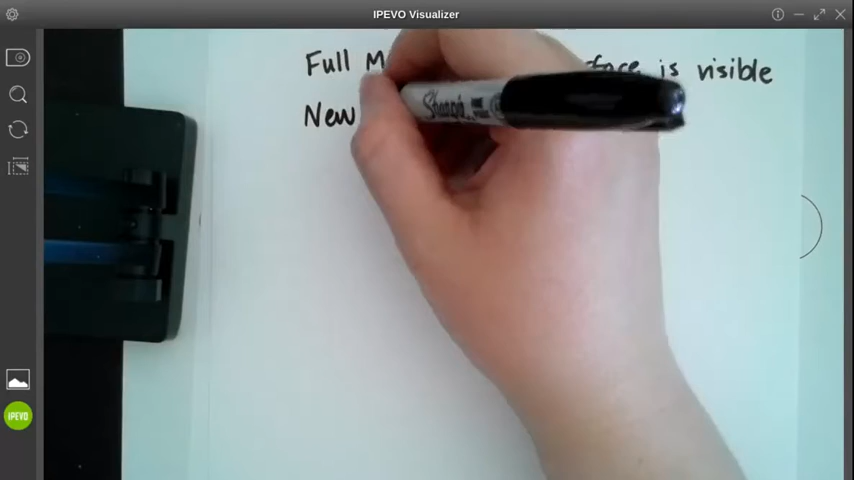 IPEVO Visualizer
Full M is visible
New
Sharpie
IPEVO